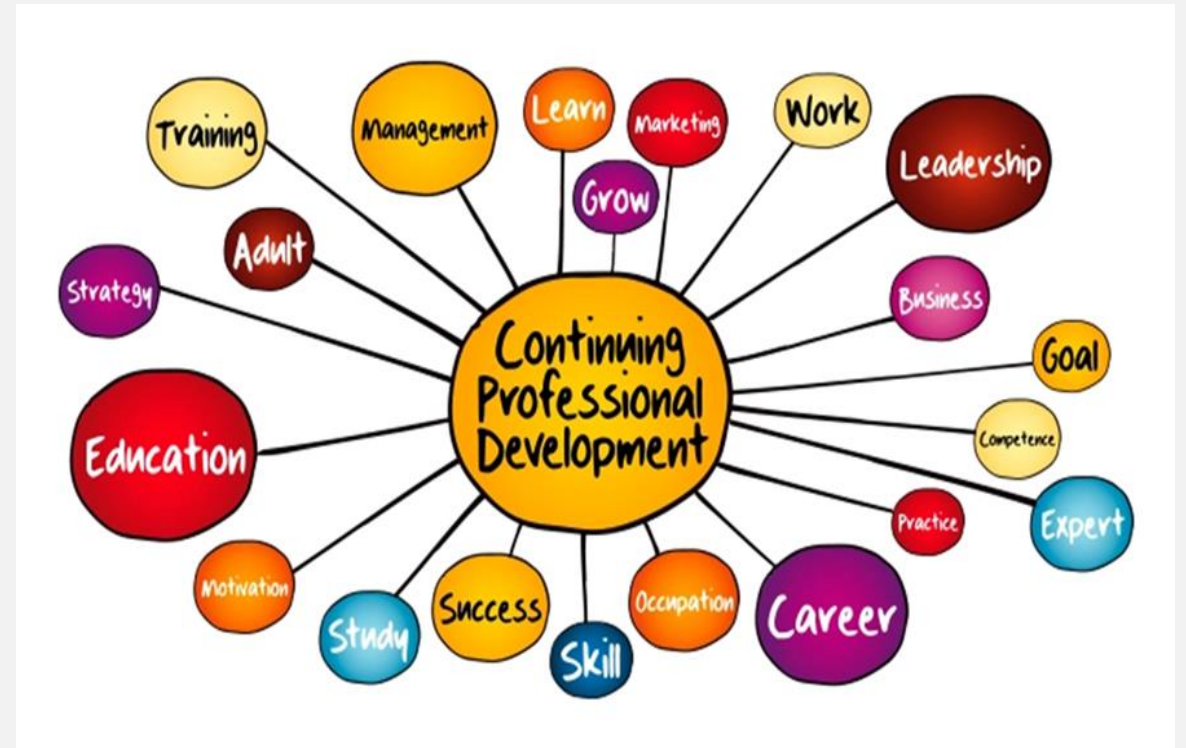 Training
Management
Learn
Marketing
Work
Leadership
Grow
Adult
Strategy
Business
Goal
Continuing
Professional
Development
Education
Competence
Practice
Expert
Motivation
Study
Success
Skill
Occupation
Career